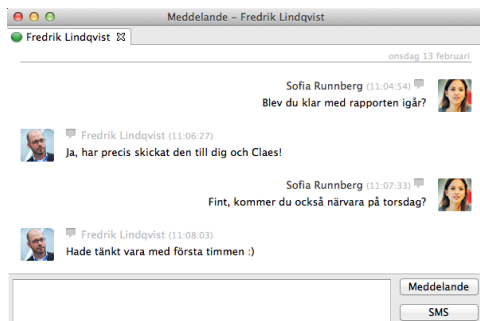 Meddelande – Fredrik Lindqvist
Fredrik Lindqvist
onsdag 13 februari
Sofia Runnberg (11:04:54)
Blev du klar med rapporten igår?
Fredrik Lindqvist (11:06:27)
Ja, har precis skickat den till dig och Claes!
Sofia Runnberg (11:07:33)
Fint, kommer du också närvara på torsdag?
Fredrik Lindqvist (11:08:03)
Hade tänkt vara med första timmen :)
Meddelande
SMS